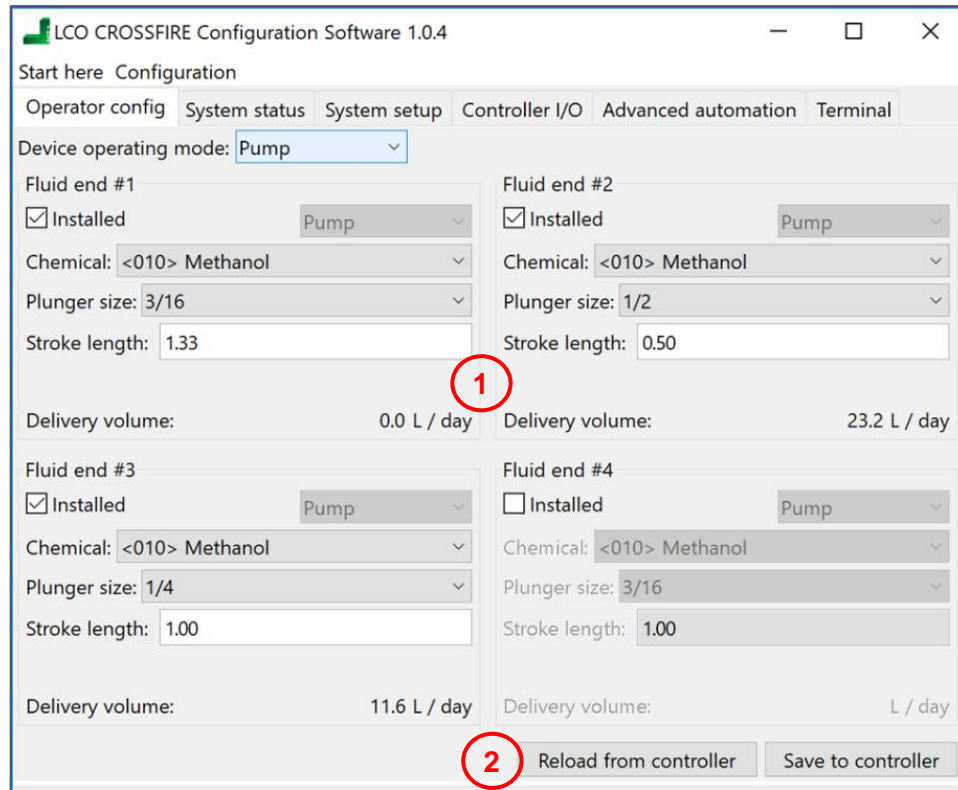 LCO CROSSFIRE Configuration Software 1.0.4
Start here Configuration
Operator config System status System setup Controller I/O Advanced automation Terminal
Device operating mode: Pump
Fluid end #1
Installed Pump
Chemical: <010> Methanol
Plunger size: 3/16
Stroke length: 1.33
Delivery volume: 0.0 L / day
Fluid end #2
Installed Pump
Chemical: <010> Methanol
Plunger size: 1/2
Stroke length: 0.50
Delivery volume: 23.2 L / day
1
Fluid end #3
Installed Pump
Chemical: <010> Methanol
Plunger size: 1/4
Stroke length: 1.00
Delivery volume: 11.6 L / day
Fluid end #4
Installed Pump
Chemical: <010> Methanol
Plunger size: 3/16
Stroke length: 1.00
Delivery volume: L / day
2 Reload from controller Save to controller